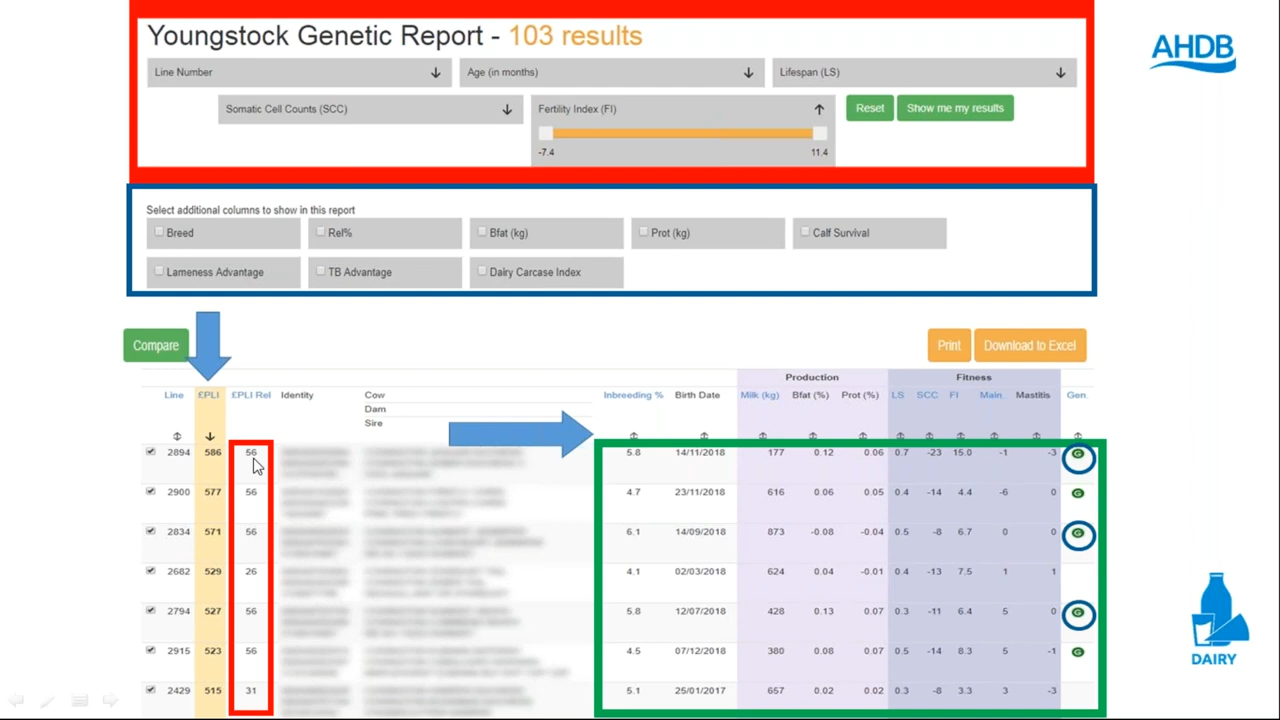 Youngstock Genetic Report - 103 results
AHDB
Line Number
Age (in months)
Lifespan (LS)
Somatic Cell Counts (SCC)
Fertility Index (FI)
Reset
Show me my results
-7.4
11.4
Select additional columns to show in this report
Breed
Rel%
Bfat (kg)
Prot (kg)
Calf Survival
Lameness Advantage
TB Advantage
Dairy Carcase Index
Compare
Print
Download to Excel
Production
Fitness
Line £PLI £PLI Rel Identity Cow Inbreeding % Birth Date Milk (kg) Bfat (%) Prot (%) LS SCC FI Main. Mastitis Gen.
Dam
Sire
2894 586 56 5.8 14/11/2018 177 0.12 0.06 0.7 -23 15.0 -1 -3 G
2900 577 56 4.7 23/11/2018 616 0.06 0.05 0.4 -14 4.4 -6 0 G
2834 571 56 6.1 14/09/2018 873 -0.08 -0.04 0.5 -8 6.7 0 0 G
2682 529 26 4.1 02/03/2018 624 0.04 -0.01 0.4 -13 7.5 1 1
2794 527 56 5.8 12/07/2018 428 0.13 0.07 0.3 -11 6.4 5 0 G
2915 523 56 4.5 07/12/2018 380 0.08 0.07 0.5 -14 8.3 5 -1 G
2429 515 31 5.1 25/01/2017 657 0.02 0.02 0.3 -8 3.3 3 -3
DAIRY